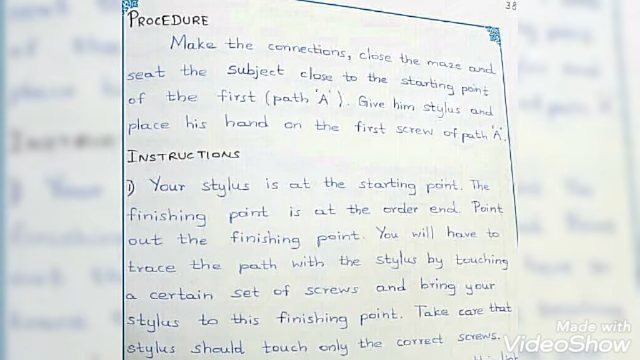 38
PROCEDURE
Make the connections, close the maze and
seat the subject close to the starting point
of the first (path 'A'). Give him stylus and
place his hand on the first screw of path 'A'.
INSTRUCTIONS
1) Your stylus is at the starting point. The
finishing point is at the order end. Point
out the finishing point. You will have to
trace the path with the stylus by touching
a certain set of screws and bring your
stylus to this finishing point. Take care that
stylus should touch only the correct screws.
Made with
VideoShow